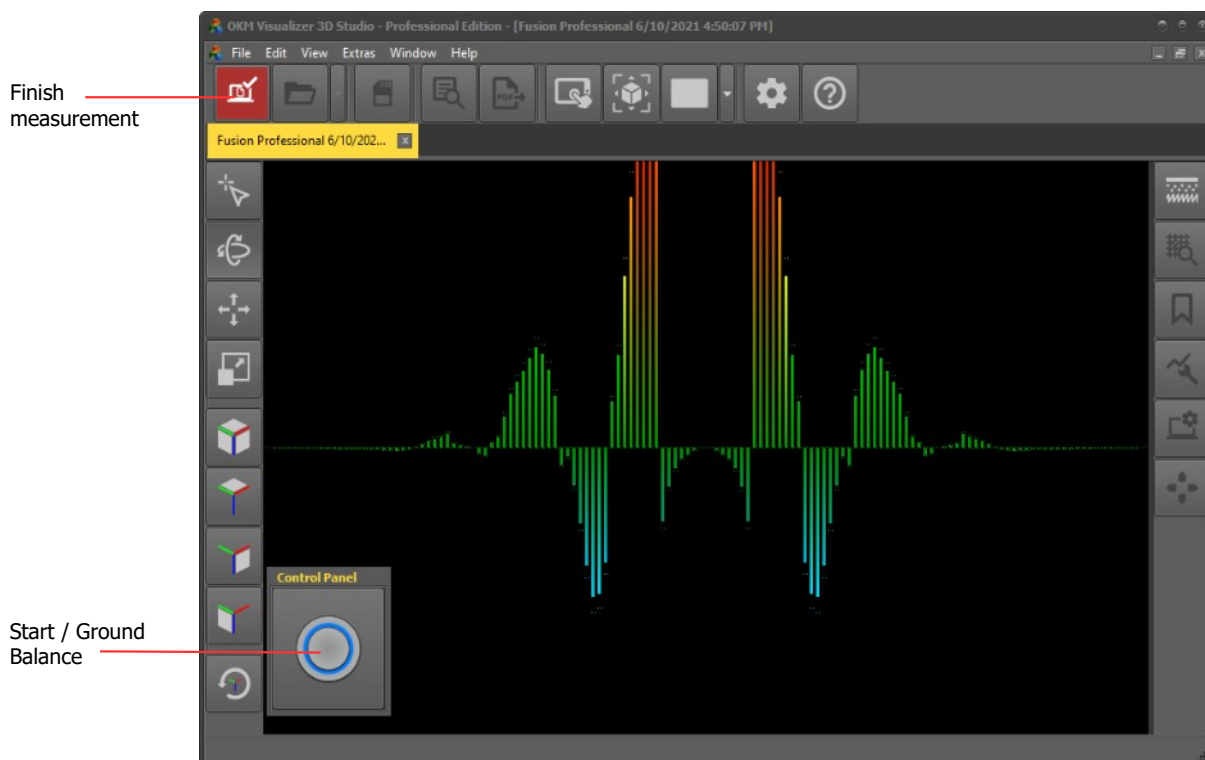 OKM Visualizer 3D Studio - Professional Edition - [Fusion Professional 6/10/2021 4:50:07 PM]
File Edit View Extras Window Help
Finish
measurement
PDF
Fusion Professional 6/10/202...
Control Panel
Start / Ground
Balance